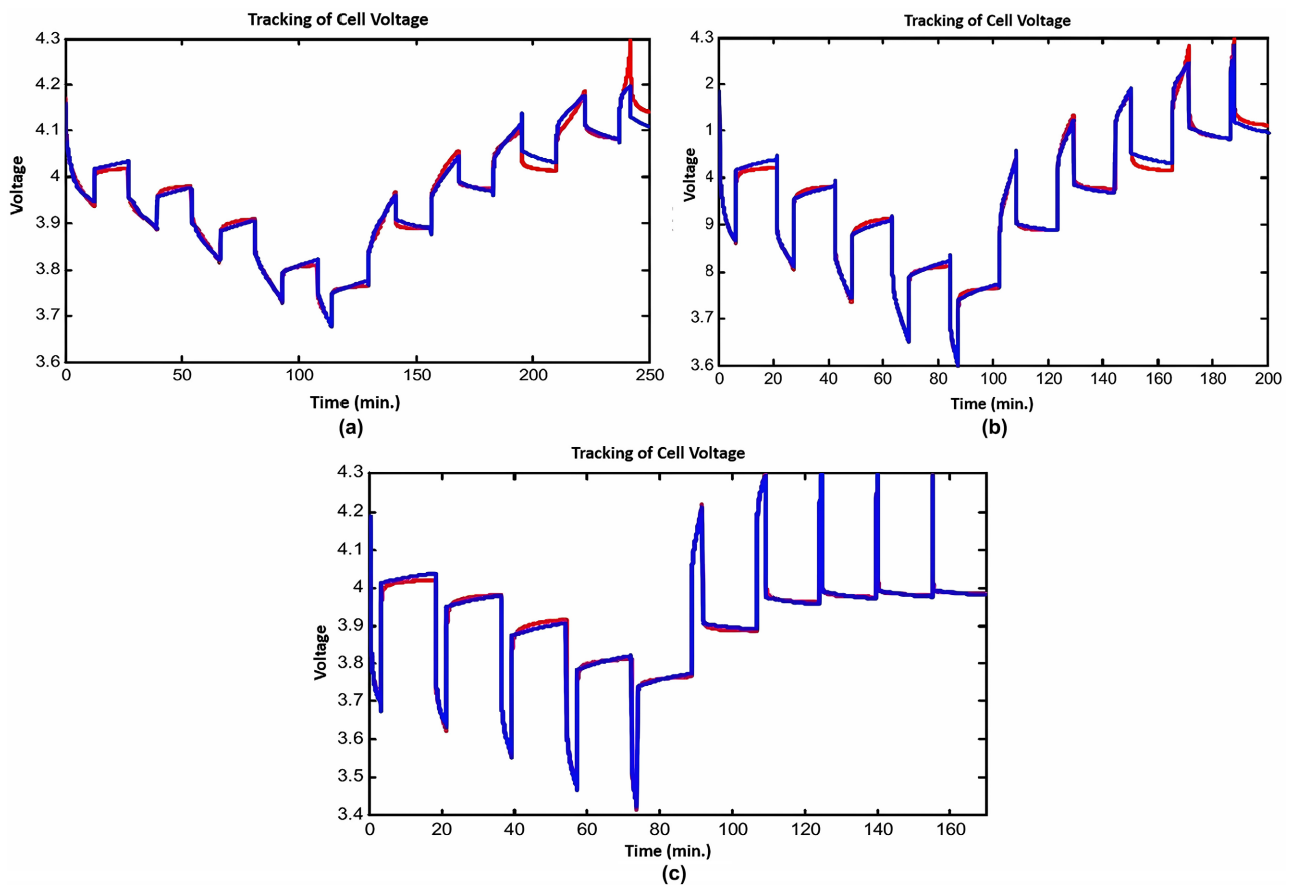 Tracking of Cell Voltage
4.3
4.2
4.1
4
3.9
3.8
3.7
3.6
Voltage
0 50 100 150 200 250
Time (min.)
(a)
Tracking of Cell Voltage
4.3
2
1
4
9
8
3.7
3.6
Voltage
0 20 40 60 80 100 120 140 165 180 200
Time (min.)
(b)
Tracking of Cell Voltage
4.3
4.2
4.1
4
3.9
3.8
3.7
3.6
3.5
3.4
Voltage
0 20 40 60 80 100 120 140 160
Time (min.)
(c)